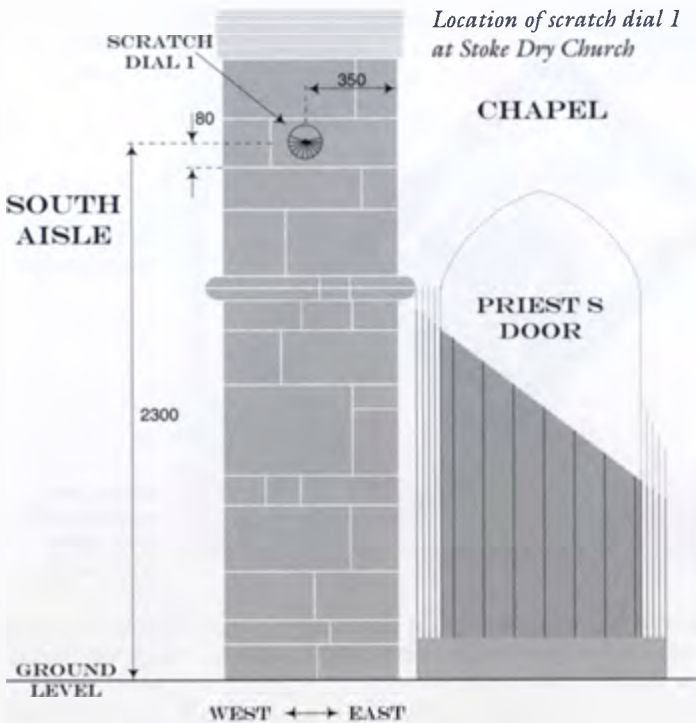 Location of scratch dial 1
at Stoke Dry Church
SCRATCH
DIAL 1
350
CHAPEL
80
SOUTH
AISLE
PRIEST S
DOOR
2300
GROUND
LEVEL
WEST
EAST